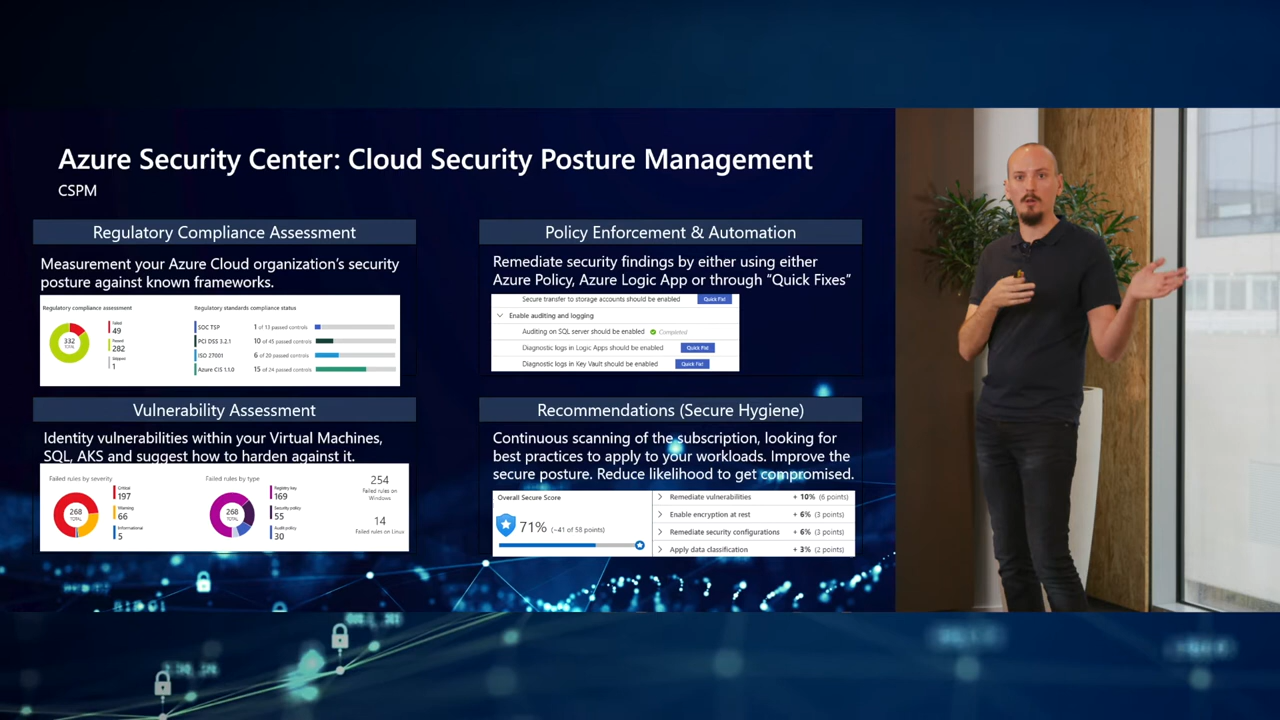 Azure Security Center: Cloud Security Posture Management
CSPM
Regulatory Compliance Assessment
Measurement your Azure Cloud organization's security
posture against known frameworks.
Regulatory compliance assessment
332
TOTAL
Failed
49
Passed
282
Skipped
1
Regulatory standards compliance status
SOC TSP 1 of 13 passed controls
PCI DSS 3.2.1 10 of 45 passed controls
ISO 27001 6 of 20 passed controls
Azure CIS 1.1.0 15 of 24 passed controls
Policy Enforcement & Automation
Remediate security findings by either using either
Azure Policy, Azure Logic App or through "Quick Fixes"
Secure transfer to storage accounts should be enabled Quick Fix!
Enable auditing and logging
Auditing on SQL server should be enabled Completed
Diagnostic logs in Logic Apps should be enabled Quick Fix!
Diagnostic logs in Key Vault should be enabled Quick Fix!
Vulnerability Assessment
Identity vulnerabilities within your Virtual Machines,
SQL, AKS and suggest how to harden against it.
Failed rules by severity
268
TOTAL
Critical
197
Warning
66
Informational
5
Failed rules by type
268
TOTAL
Registry key
169
Security policy
55
Audit policy
30
254
Failed rules on
Windows
14
Failed rules on Linux
Recommendations (Secure Hygiene)
Continuous scanning of the subscription, looking for
best practices to apply to your workloads. Improve the
secure posture. Reduce likelihood to get compromised.
Overall Secure Score
71% (~41 of 58 points)
Remediate vulnerabilities + 10% (6 points)
Enable encryption at rest + 6% (3 points)
Remediate security configurations + 6% (3 points)
Apply data classification + 3% (2 points)